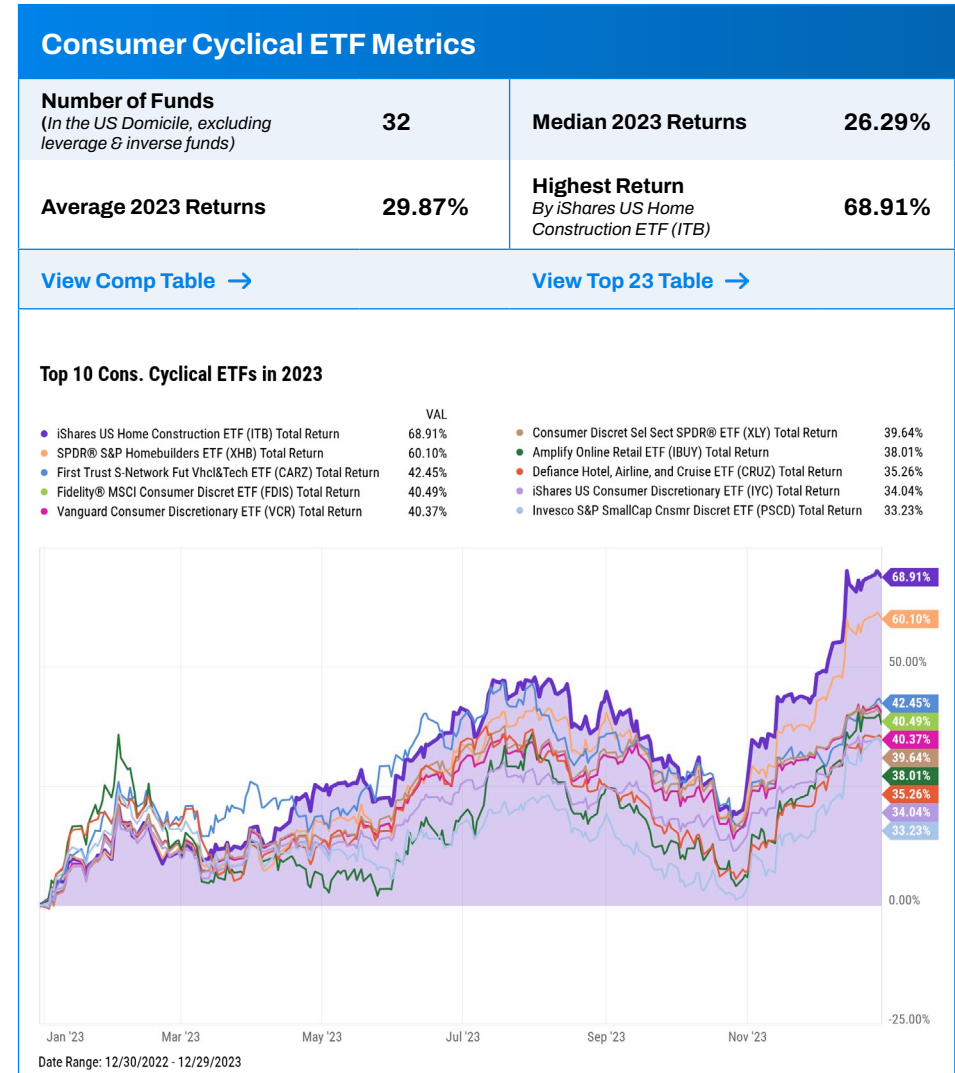 Consumer Cyclical ETF Metrics
Number of Funds
(In the US Domicile, excluding
leverage & inverse funds)
32
Median 2023 Returns
26.29%
Average 2023 Returns
29.87%
Highest Return
By iShares US Home
Construction ETF (ITB)
68.91%
View Comp Table →
View Top 23 Table →
Top 10 Cons. Cyclical ETFs in 2023
VAL
iShares US Home Construction ETF (ITB) Total Return 68.91%
SPDR® S&P Homebuilders ETF (XHB) Total Return 60.10%
First Trust S-Network Fut Vhcl&Tech ETF (CARZ) Total Return 42.45%
Fidelity® MSCI Consumer Discret ETF (FDIS) Total Return 40.49%
Vanguard Consumer Discretionary ETF (VCR) Total Return 40.37%
Consumer Discret Sel Sect SPDR® ETF (XLY) Total Return 39.64%
Amplify Online Retail ETF (IBUY) Total Return 38.01%
Defiance Hotel, Airline, and Cruise ETF (CRUZ) Total Return 35.26%
iShares US Consumer Discretionary ETF (IYC) Total Return 34.04%
Invesco S&P SmallCap Cnsmr Discret ETF (PSCD) Total Return 33.23%
68.91%
60.10%
50.00%
42.45%
40.49%
40.37%
39.64%
38.01%
35.26%
34.04%
33.23%
0.00%
-25.00%
Jan '23 Mar '23 May '23 Jul '23 Sep '23 Nov '23
Date Range: 12/30/2022 - 12/29/2023